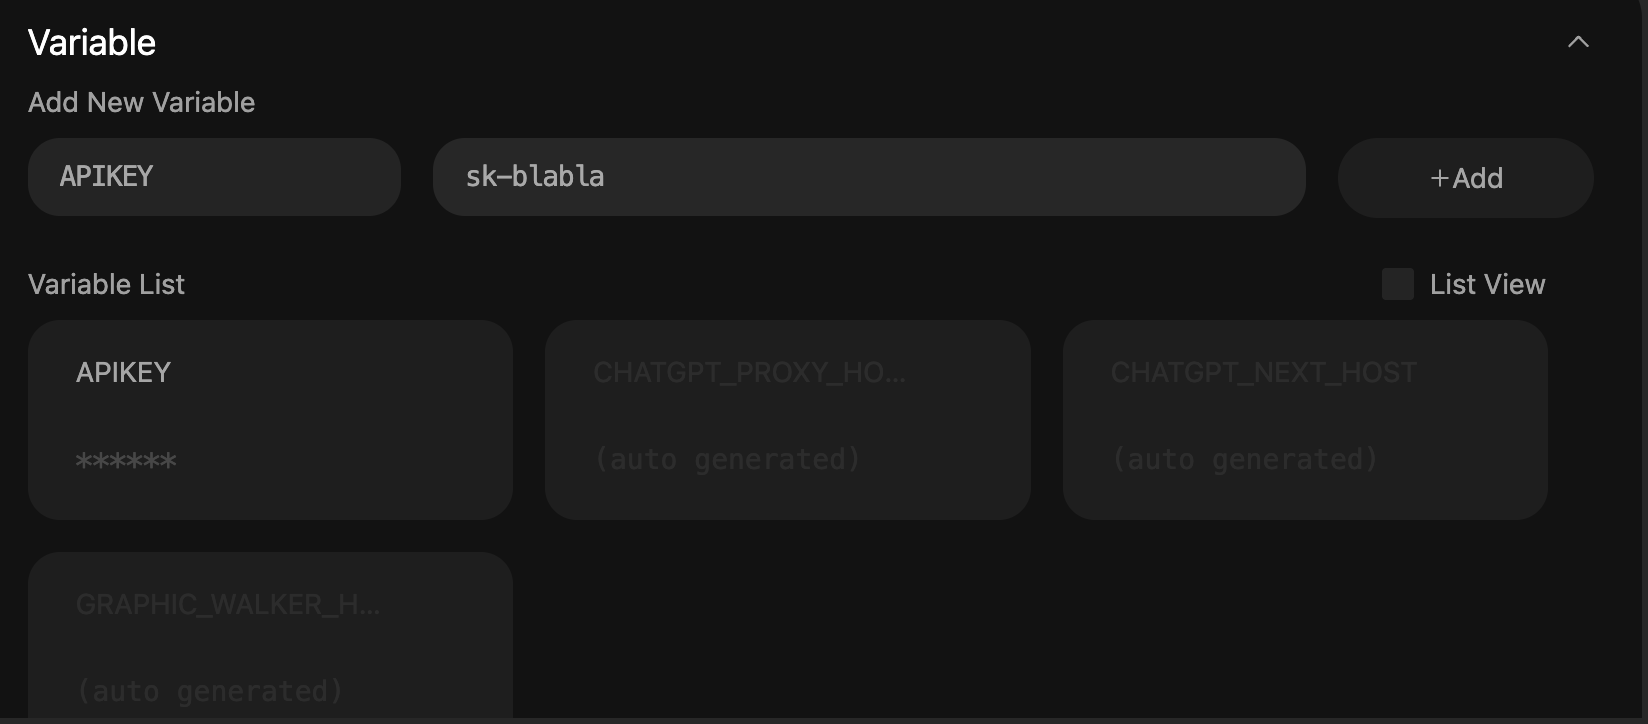 Variable
Add New Variable
APIKEY
sk-blabla
+Add
Variable List
List View
APIKEY
******
CHATGPT_PROXY_HO...
(auto generated)
CHATGPT_NEXT_HOST
(auto generated)
GRAPHIC_WALKER_H...
(auto generated)